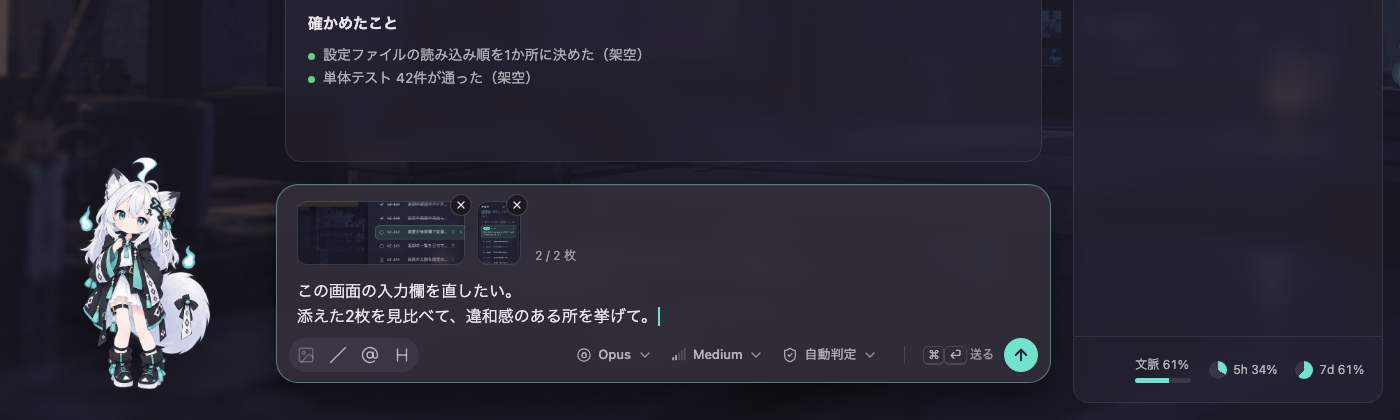 確かめたこと
設定ファイルの読み込み順を1か所に決めた（架空）
単体テスト 42件が通った（架空）
2 / 2 枚
この画面の入力欄を直したい。
添えた2枚を見比べて、違和感のある所を挙げて。
Opus Medium 自動判定 ⌘ ⏎ 送る
文脈 61% 5h 34% 7d 61%